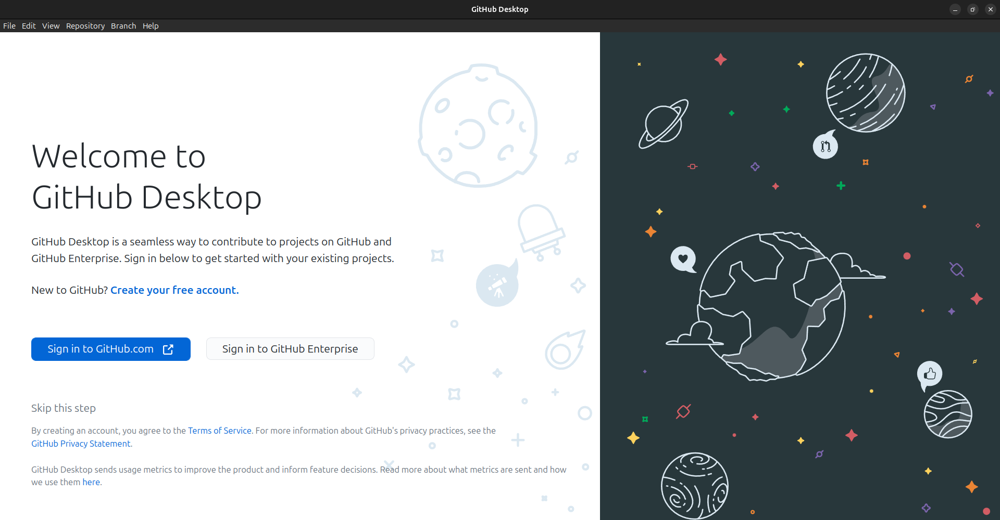 GitHub Desktop
File Edit View Repository Branch Help
Welcome to
GitHub Desktop
GitHub Desktop is a seamless way to contribute to projects on GitHub and
GitHub Enterprise. Sign in below to get started with your existing projects.
New to GitHub? Create your free account.
Sign in to GitHub.com
Sign in to GitHub Enterprise
Skip this step
By creating an account, you agree to the Terms of Service. For more information about GitHub's privacy practices, see the
GitHub Privacy Statement.
GitHub Desktop sends usage metrics to improve the product and inform feature decisions. Read more about what metrics are sent and how
we use them here.